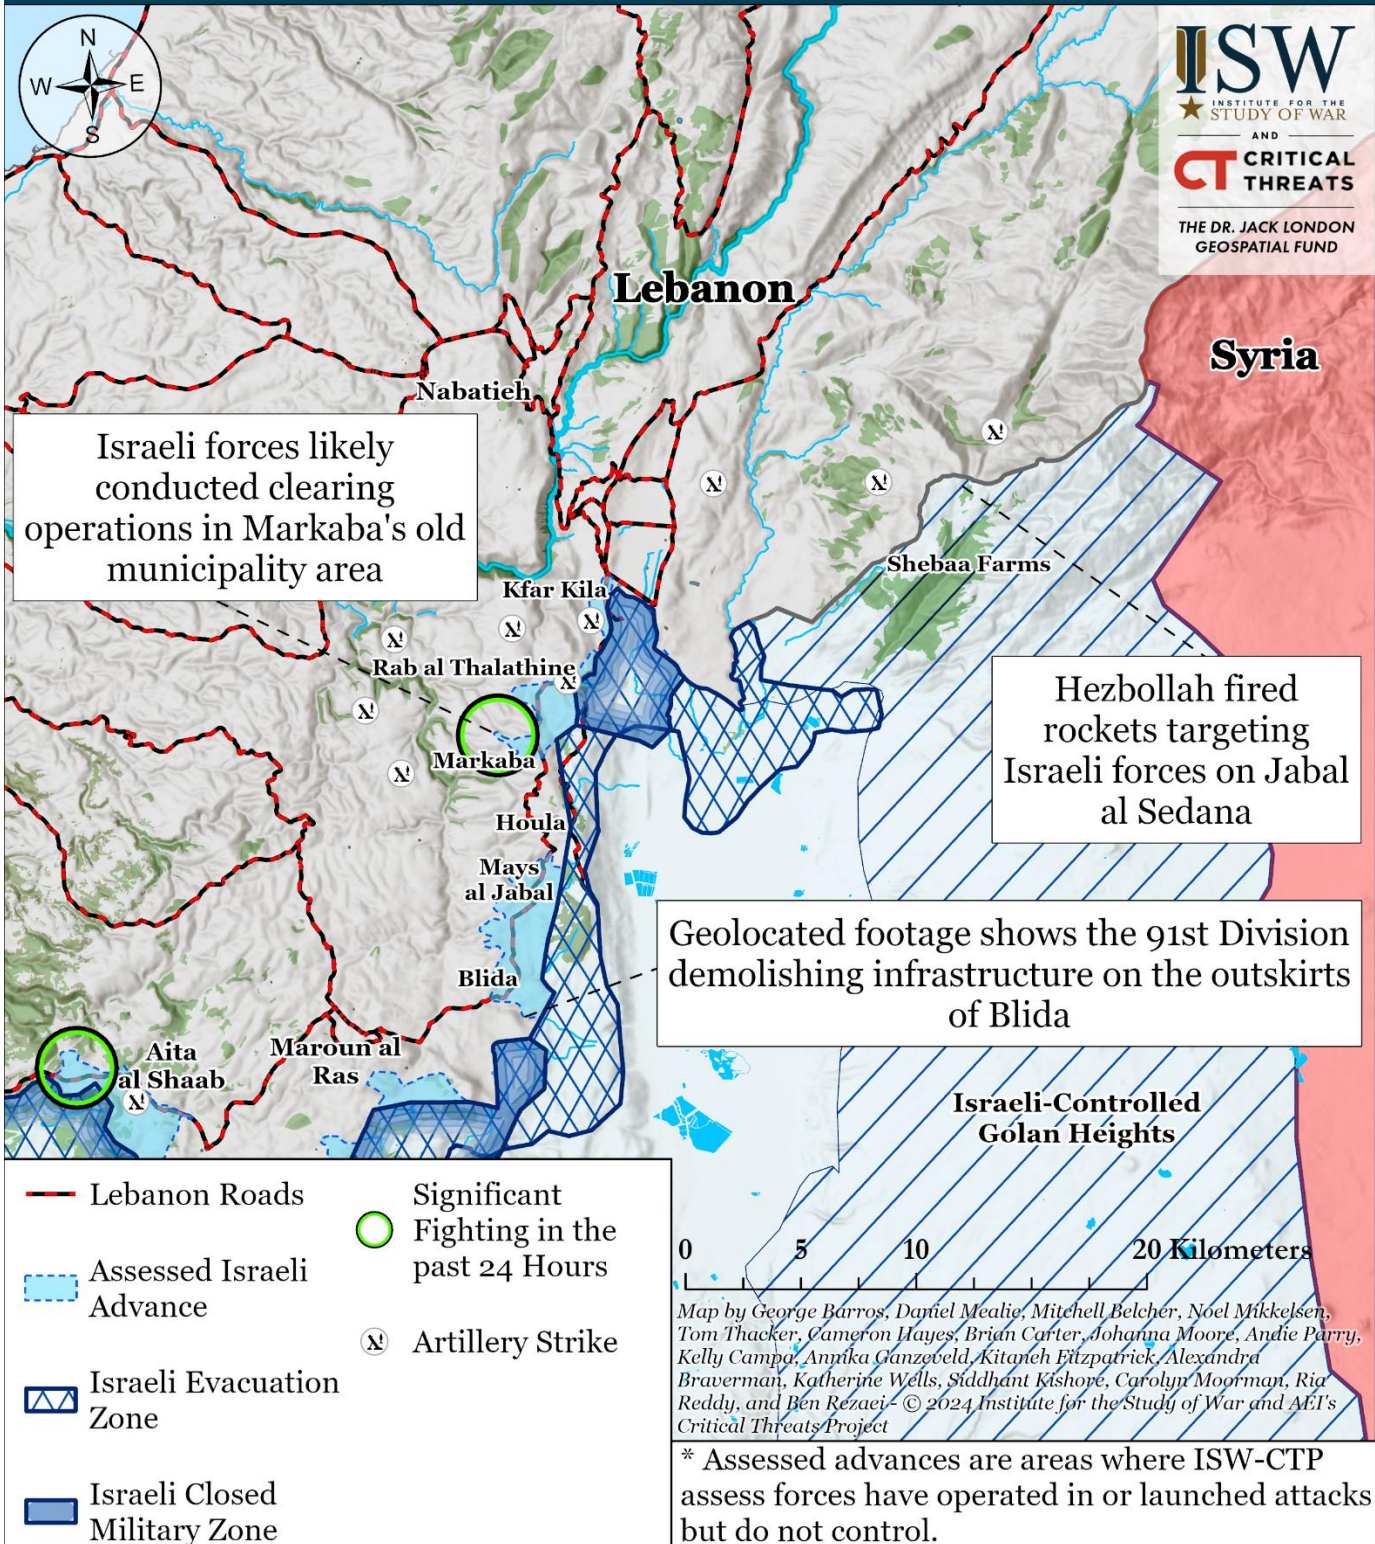 N
W
E
S
ISW
INSTITUTE FOR THE
STUDY OF WAR
AND
CT CRITICAL
THREATS
THE DR. JACK LONDON
GEOSPATIAL FUND
Lebanon
Syria
Nabatieh
Israeli forces likely
conducted clearing
operations in Markaba's old
municipality area
Shebaa Farms
Kfar Kila
Rab al Thalathine
Hezbollah fired
rockets targeting
Israeli forces on Jabal
al Sedana
Markaba
Houla
Mays
al Jabal
Geolocated footage shows the 91st Division
demolishing infrastructure on the outskirts
of Blida
Blida
Aita
al Shaab
Maroun al
Ras
Israeli-Controlled
Golan Heights
Lebanon Roads
Assessed Israeli
Advance
Israeli Evacuation
Zone
Israeli Closed
Military Zone
Significant
Fighting in the
past 24 Hours
Artillery Strike
0 5 10 20 Kilometers
Map by George Barros, Daniel Mealie, Mitchell Belcher, Noel Mikkelsen,
Tom Thacker, Cameron Hayes, Brian Carter, Johanna Moore, Andie Parry,
Kelly Campa, Annika Ganzeveld, Kitaneh Fitzpatrick, Alexandra
Braverman, Katherine Wells, Siddhant Kishore, Carolyn Moorman, Ria
Reddy, and Ben Rezaei - © 2024 Institute for the Study of War and AEI's
Critical Threats Project
* Assessed advances are areas where ISW-CTP
assess forces have operated in or launched attacks
but do not control.